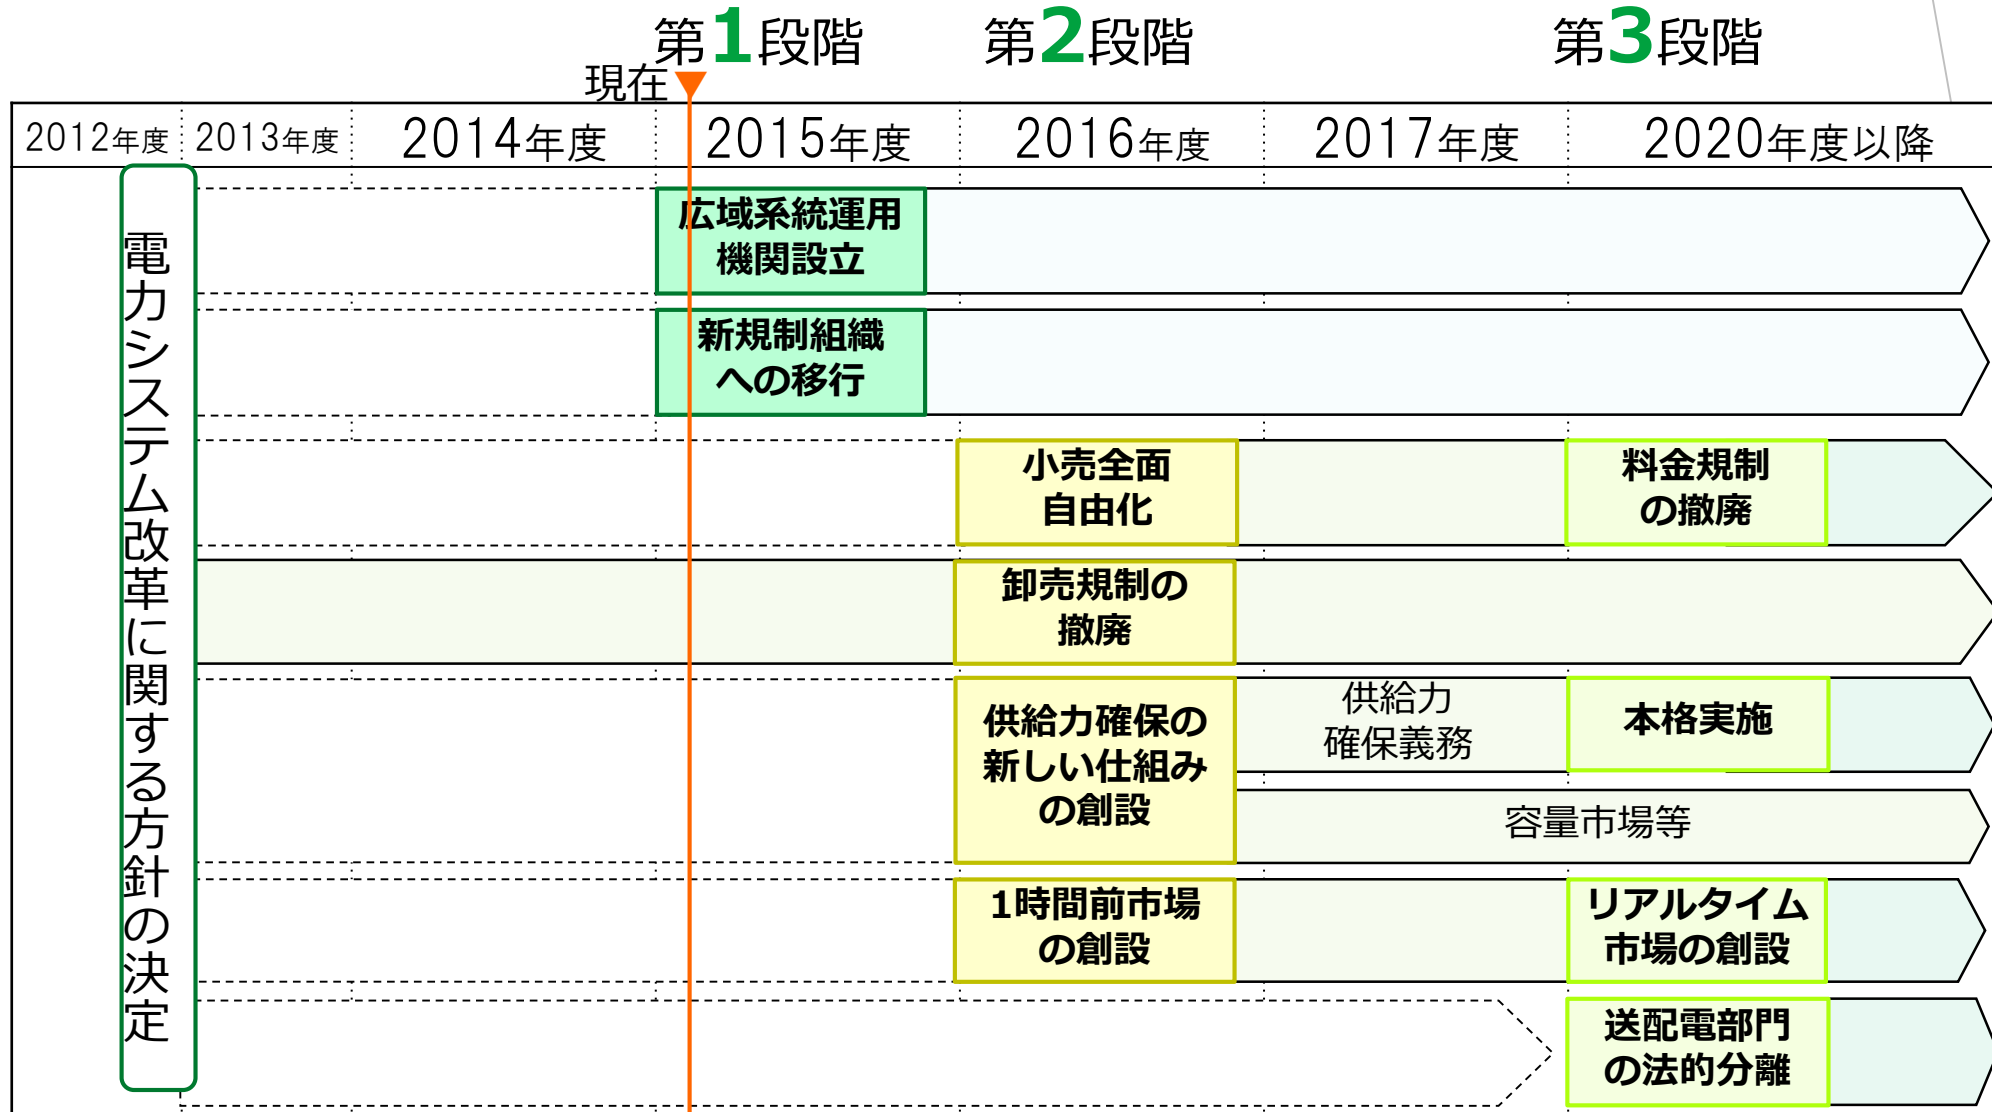 第1段階
第2段階
第3段階
現在
2012年度
2013年度
2014年度
2015年度
2016年度
2017年度
2020年度以降
電力システム改革に関する方針の決定
広域系統運用
機関設立
新規制組織
への移行
小売全面
自由化
料金規制
の撤廃
卸売規制の
撤廃
供給力確保の
新しい仕組み
の創設
供給力
確保義務
本格実施
容量市場等
1時間前市場
の創設
リアルタイム
市場の創設
送配電部門
の法的分離